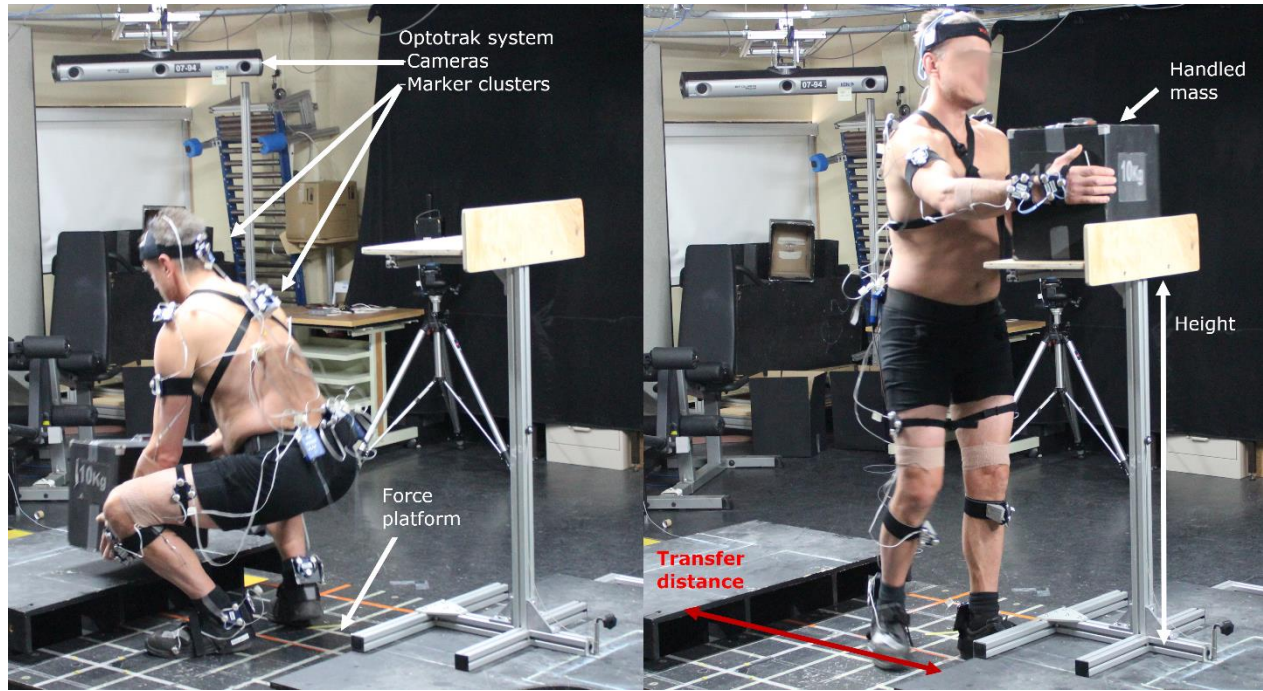 Optotrak system
-Cameras
-Marker clusters
07-94
10Kg
Force
platform
07-94
Handled
mass
10Kg
Height
Transfer
distance